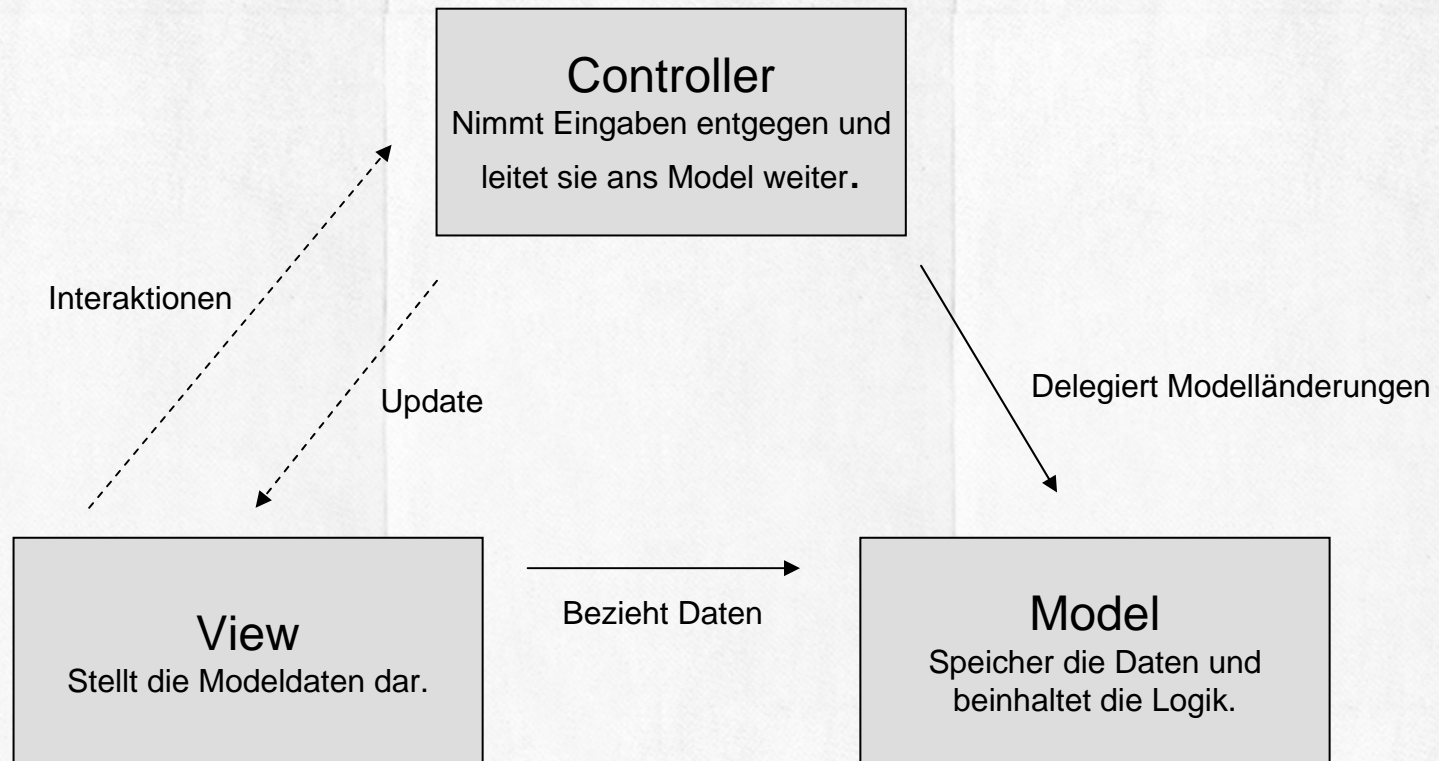 Controller
Nimmt Eingaben entgegen und
leitet sie ans Model weiter.
Interaktionen
Update
Delegiert Modelländerungen
Bezieht Daten
View
Stellt die Modeldaten dar.
Model
Speicher die Daten und
beinhaltet die Logik.